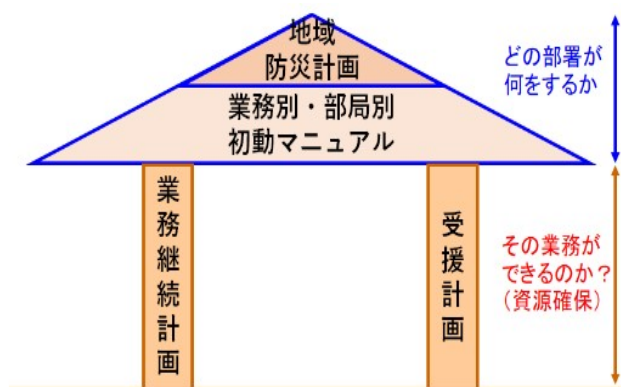 地域
防災計画
業務別・部局別
初動マニュアル
業務継続計画
受援計画
どの部署が
何をするか
その業務が
できるのか？
（資源確保）